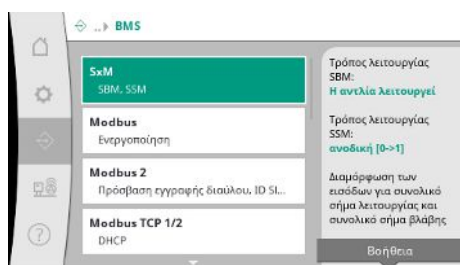 ..▸ BMS
SxM
SBM, SSM
Modbus
Ενεργοποίηση
Modbus 2
Πρόσβαση εγγραφής διαύλου, ID Sl...
Modbus TCP 1/2
DHCP
Τρόπος λειτουργίας
SBM:
Η αντλία λειτουργεί
Τρόπος λειτουργίας
SSM:
ανοδική [0->1]
Διαμόρφωση των
εισόδων για συνολικό
σήμα λειτουργίας και
συνολικό σήμα βλάβης
Βοήθεια